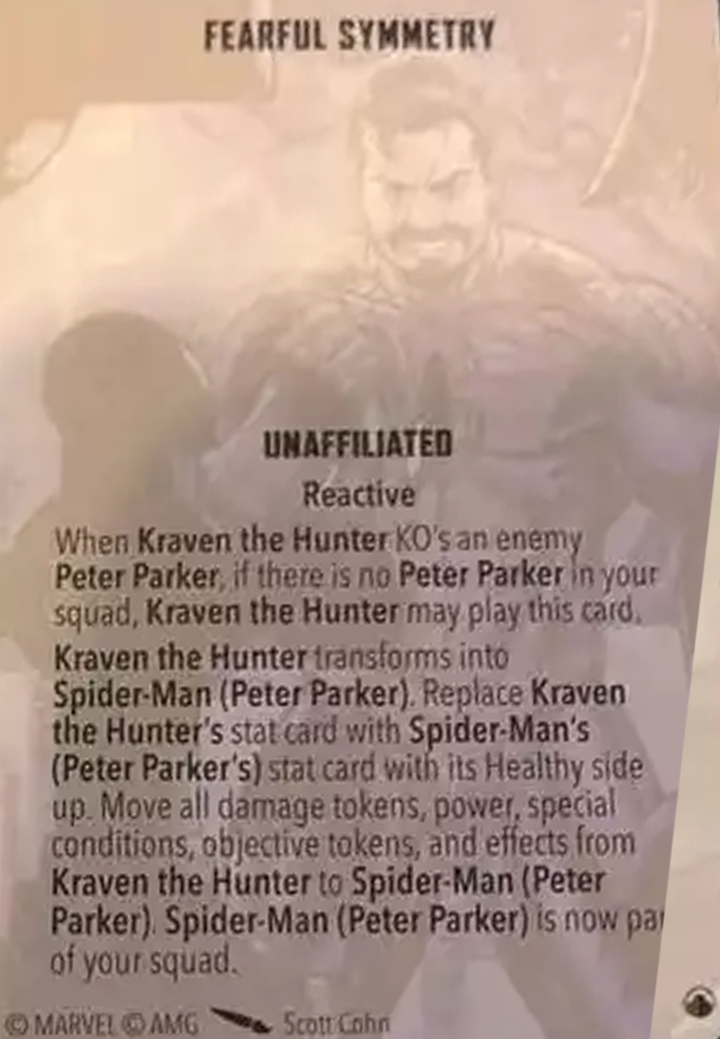 FEARFUL SYMMETRY
UNAFFILIATED
Reactive
When Kraven the Hunter KO's an enemy
Peter Parker, if there is no Peter Parker in your
squad, Kraven the Hunter may play this card.
Kraven the Hunter transforms into
Spider-Man (Peter Parker). Replace Kraven
the Hunter's stat card with Spider-Man's
(Peter Parker's) stat card with its Healthy side
up. Move all damage tokens, power, special
conditions, objective tokens, and effects from
Kraven the Hunter to Spider-Man (Peter
Parker). Spider-Man (Peter Parker) is now par
of your squad.
© MARVEL © AMG Scott Cohn